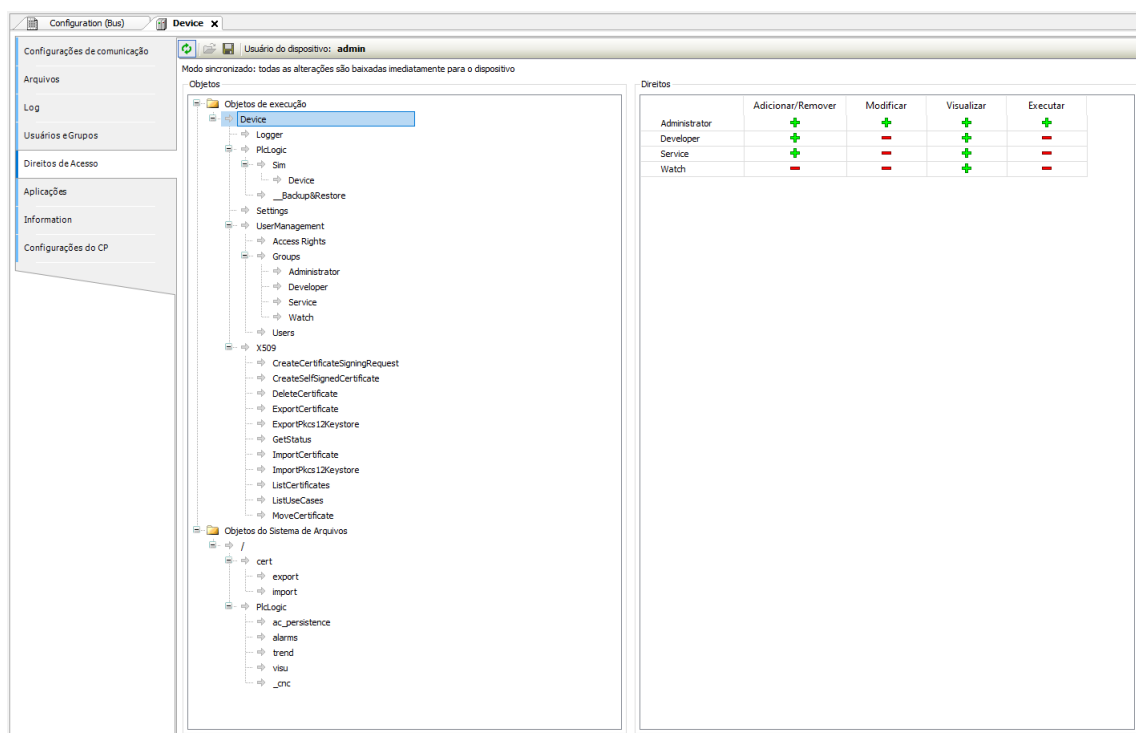 Configuration (Bus) Device X
Configurações de comunicação
Arquivos
Log
Usuários e Grupos
Direitos de Acesso
Aplicações
Information
Configurações do CP
Usuário do dispositivo: admin
Modo sincronizado: todas as alterações são baixadas imediatamente para o dispositivo
Objetos
Objetos de execução
Device
Logger
PlcLogic
Sim
Device
__Backup&Restore
Settings
UserManagement
Access Rights
Groups
Administrator
Developer
Service
Watch
Users
X509
CreateCertificateSigningRequest
CreateSelfSignedCertificate
DeleteCertificate
ExportCertificate
ExportPkcs12Keystore
GetStatus
ImportCertificate
ImportPkcs12Keystore
ListCertificates
ListUseCases
MoveCertificate
Objetos do Sistema de Arquivos
/
cert
export
import
PlcLogic
ac_persistence
alarms
trend
visu
_cnc
Direitos
Adicionar/Remover Modificar Visualizar Executar
Administrator + + + +
Developer + − + −
Service + − + −
Watch − − + −